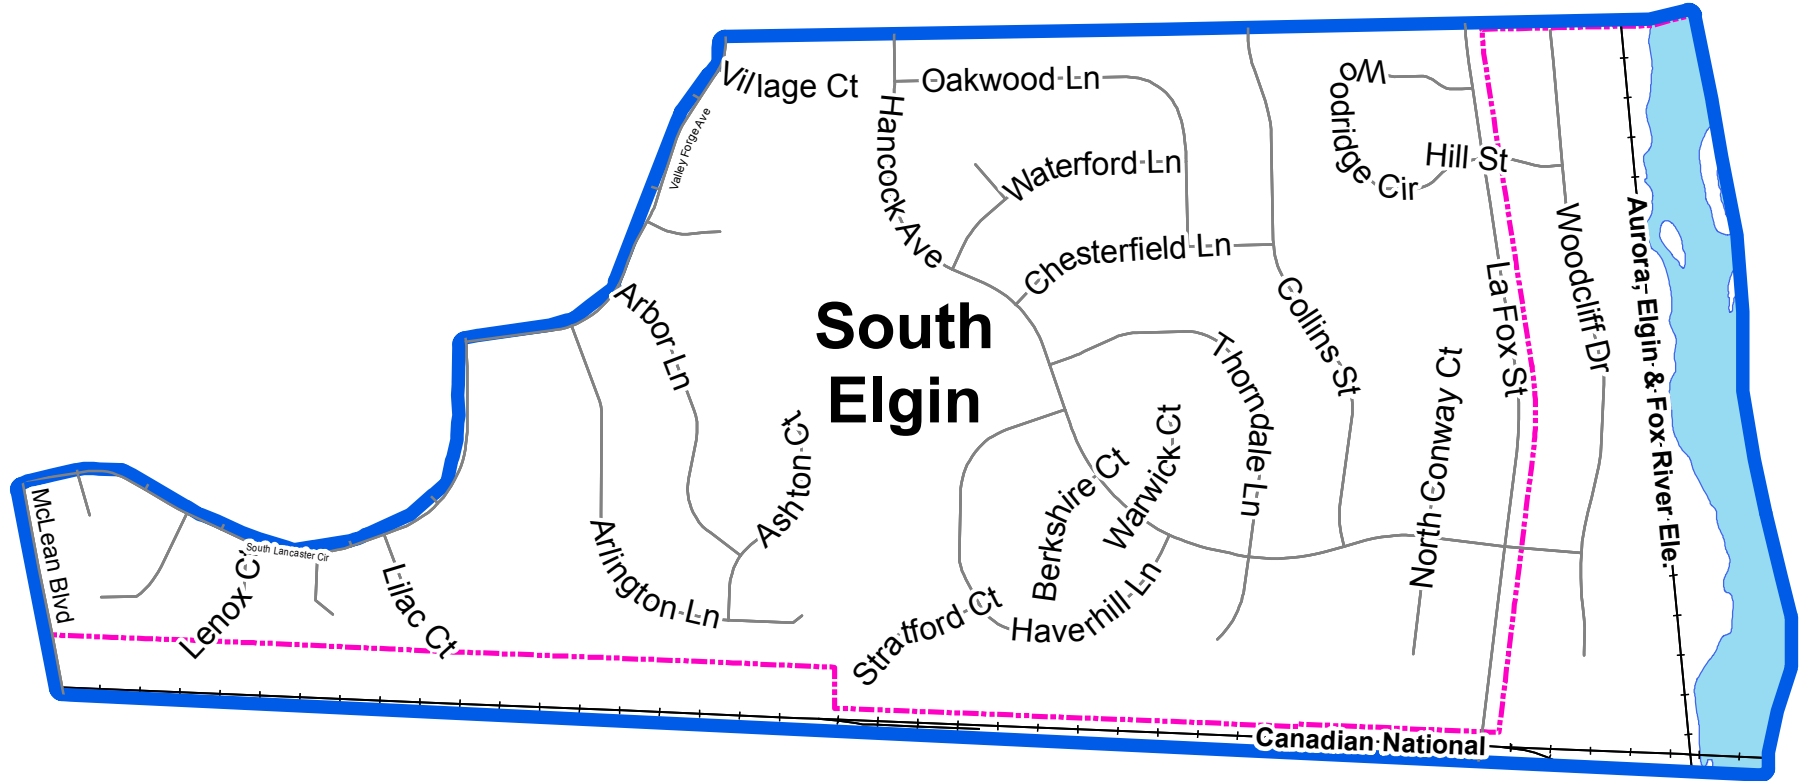 Village Ct
Oakwood Ln
Woodridge Cir
Valley Forge Ave
Hancock Ave
Waterford Ln
Hill St
Aurora, Elgin & Fox River Ele.
Woodcliff Dr
Chesterfield Ln
La Fox St
Collins St
Arbor Ln
South
Elgin
Thorndale Ln
North Conway Ct
Ashton Ct
Warwick Ct
Berkshire Ct
McLean Blvd
South Lancaster Cir
Lenox Ct
Lilac Ct
Arlington Ln
Stratford Ct
Haverhill Ln
Canadian National